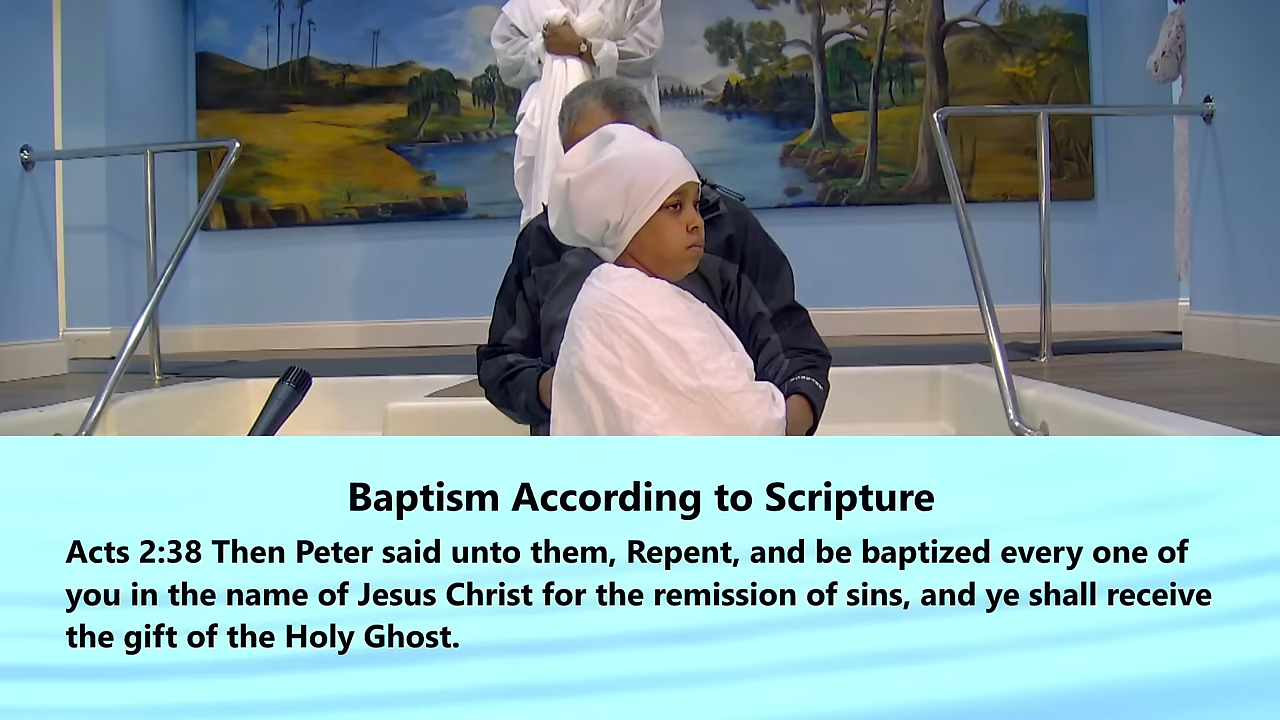 Baptism According to Scripture
Acts 2:38 Then Peter said unto them, Repent, and be baptized every one of
you in the name of Jesus Christ for the remission of sins, and ye shall receive
the gift of the Holy Ghost.